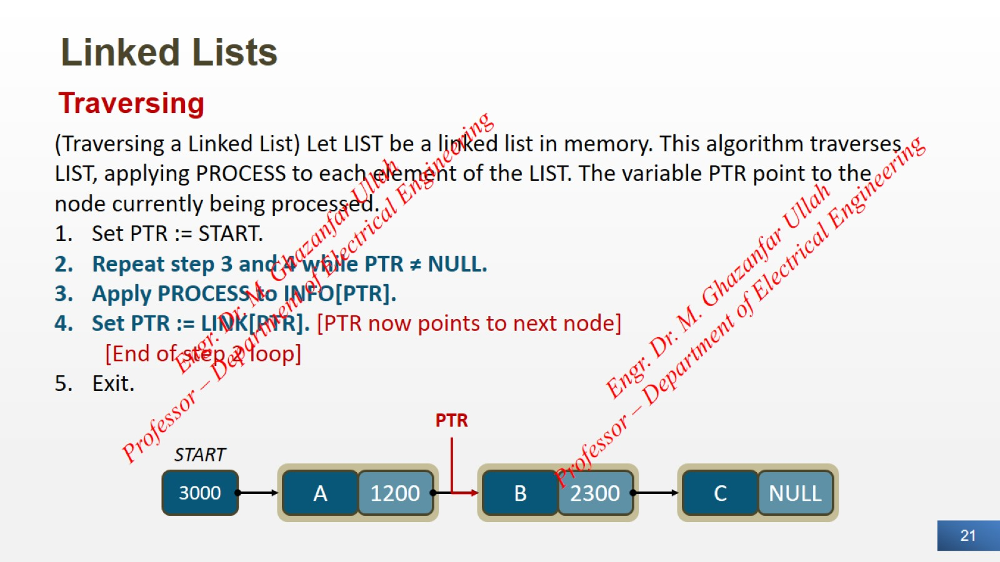 Linked Lists
Traversing
(Traversing a Linked List) Let LIST be a linked list in memory. This algorithm traverses
LIST, applying PROCESS to each element of the LIST. The variable PTR point to the
node currently being processed.
1. Set PTR := START.
2. Repeat step 3 and 4 while PTR ≠ NULL.
3. Apply PROCESS to INFO[PTR].
4. Set PTR := LINK[PTR]. [PTR now points to next node]
[End of step 2 loop]
5. Exit.
Engr. Dr. M. Ghazanfar Ullah
Professor – Department of Electrical Engineering
Engr. Dr. M. Ghazanfar Ullah
Professor – Department of Electrical Engineering
PTR
START
3000 A 1200 B 2300 C NULL
21